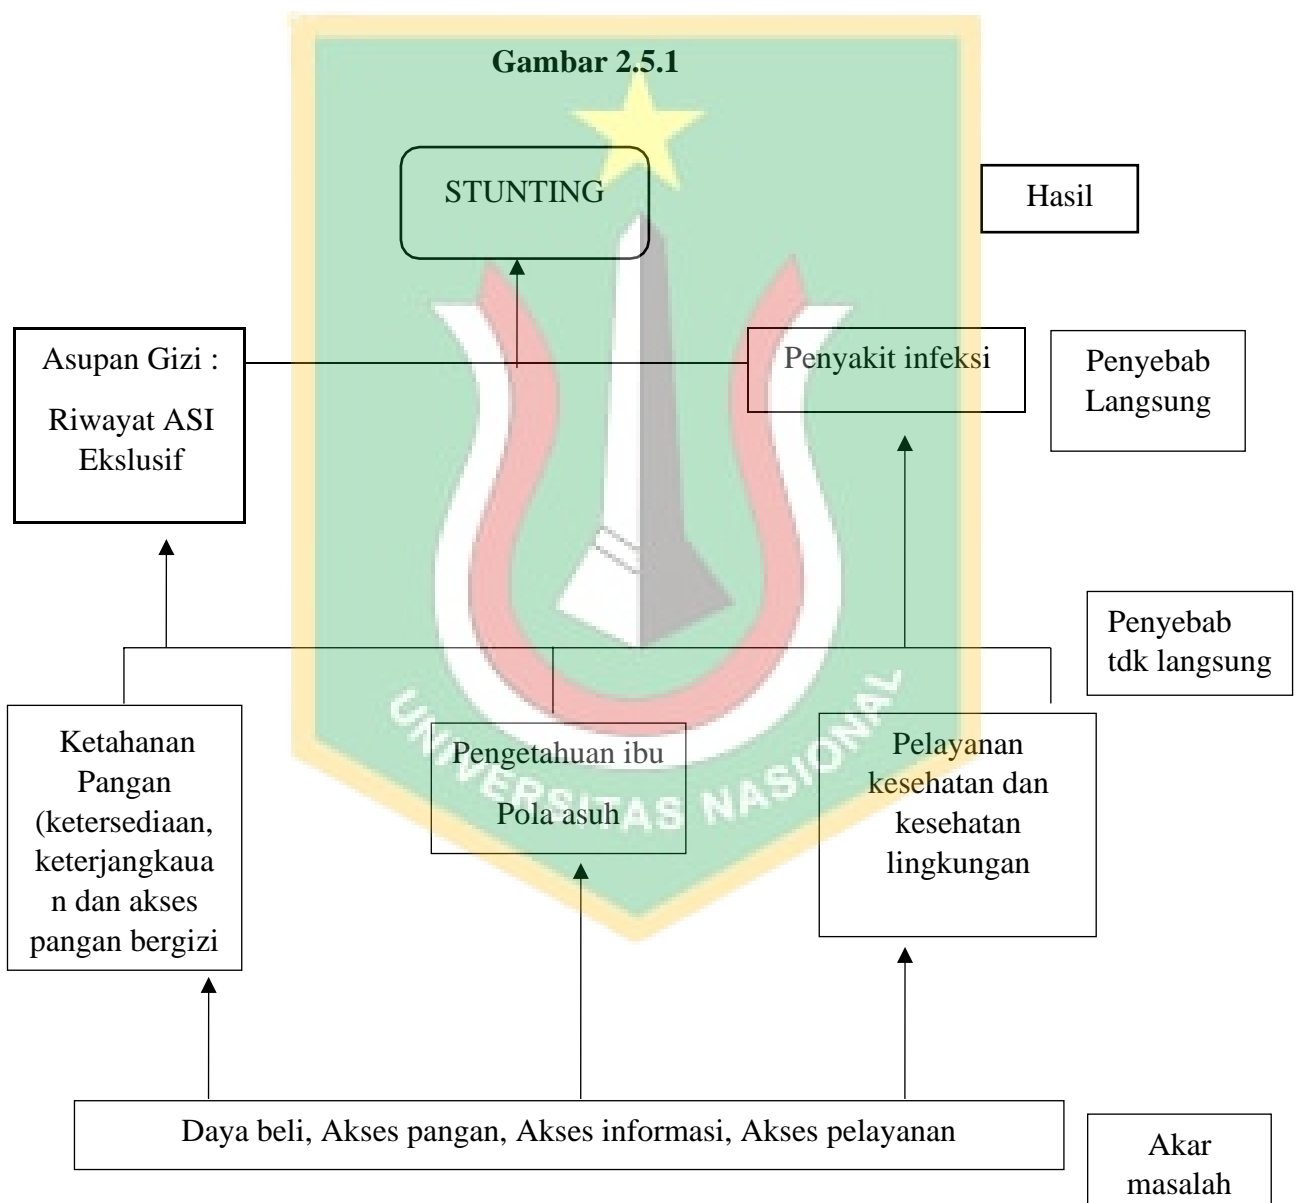 Gambar 2.5.1
STUNTING
Hasil
Asupan Gizi :
Riwayat ASI
Ekslusif
Penyakit infeksi
Penyebab
Langsung
Penyebab
tdk langsung
Ketahanan
Pangan
(ketersediaan,
keterjangkaua
n dan akses
pangan bergizi
Pengetahuan ibu
Pola asuh
Pelayanan
kesehatan dan
kesehatan
lingkungan
UNIVERSITAS NASIONAL
Daya beli, Akses pangan, Akses informasi, Akses pelayanan
Akar
masalah